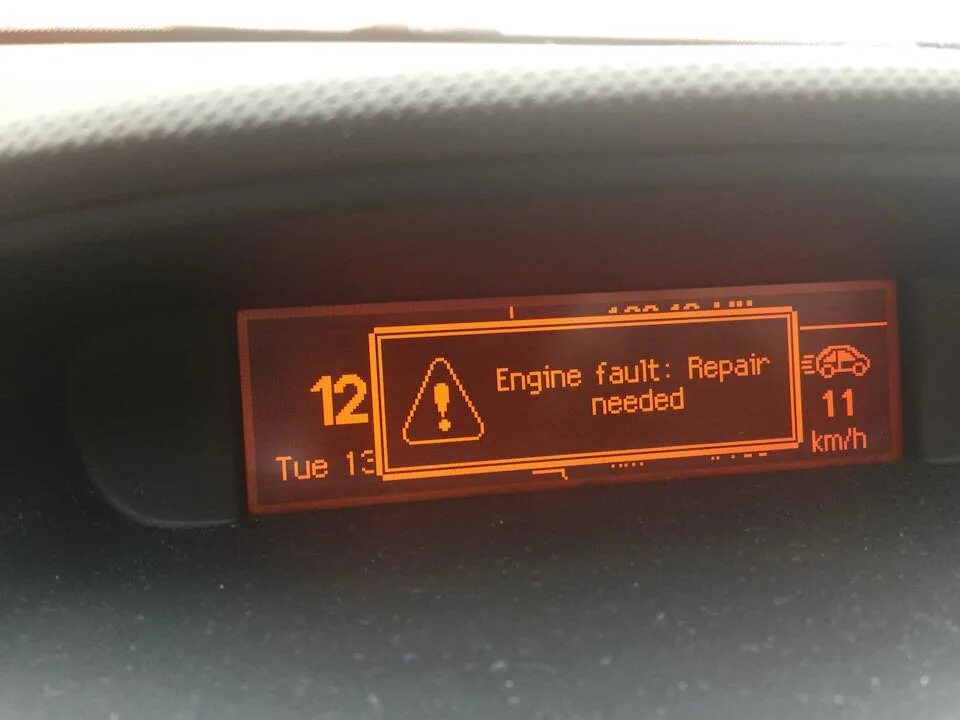 Engine fault: Repair
needed
12
11
km/h
Tue 13